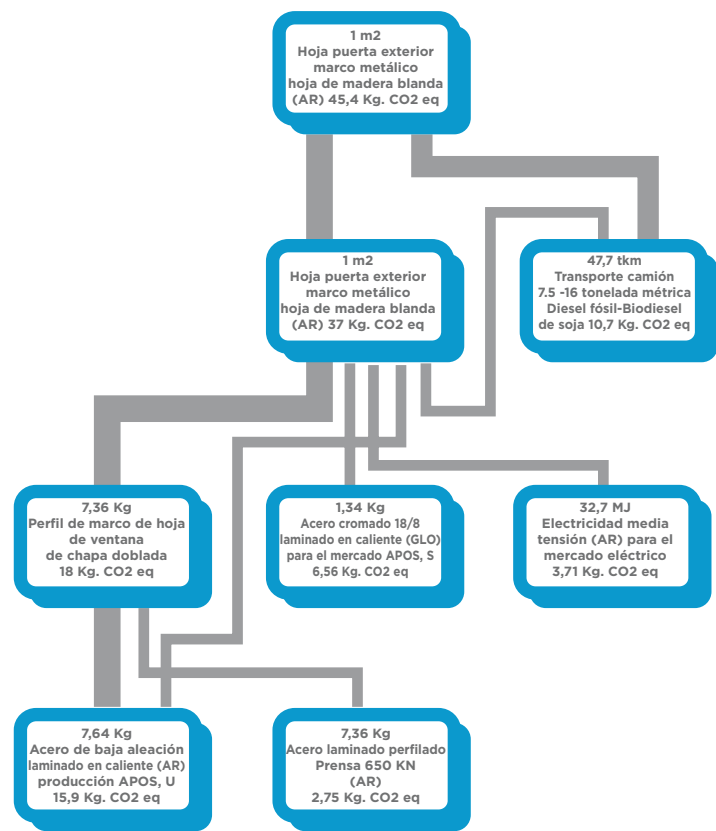 1 m2
Hoja puerta exterior
marco metálico
hoja de madera blanda
(AR) 45,4 Kg. CO2 eq
1 m2
Hoja puerta exterior
marco metálico
hoja de madera blanda
(AR) 37 Kg. CO2 eq
47,7 tkm
Transporte camión
7.5 -16 tonelada métrica
Diesel fósil-Biodiesel
de soja 10,7 Kg. CO2 eq
7,36 Kg
Perfil de marco de hoja
de ventana
de chapa doblada
18 Kg. CO2 eq
1,34 Kg
Acero cromado 18/8
laminado en caliente (GLO)
para el mercado APOS, S
6,56 Kg. CO2 eq
32,7 MJ
Electricidad media
tensión (AR) para el
mercado eléctrico
3,71 Kg. CO2 eq
7,64 Kg
Acero de baja aleación
laminado en caliente (AR)
producción APOS, U
15,9 Kg. CO2 eq
7,36 Kg
Acero laminado perfilado
Prensa 650 KN
(AR)
2,75 Kg. CO2 eq